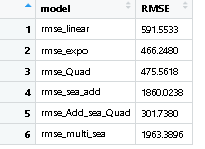 model RMSE
1 rmse_linear 591.5533
2 rmse_expo 466.2480
3 rmse_Quad 475.5618
4 rmse_sea_add 1860.0238
5 rmse_Add_sea_Quad 301.7380
6 rmse_multi_sea 1963.3896